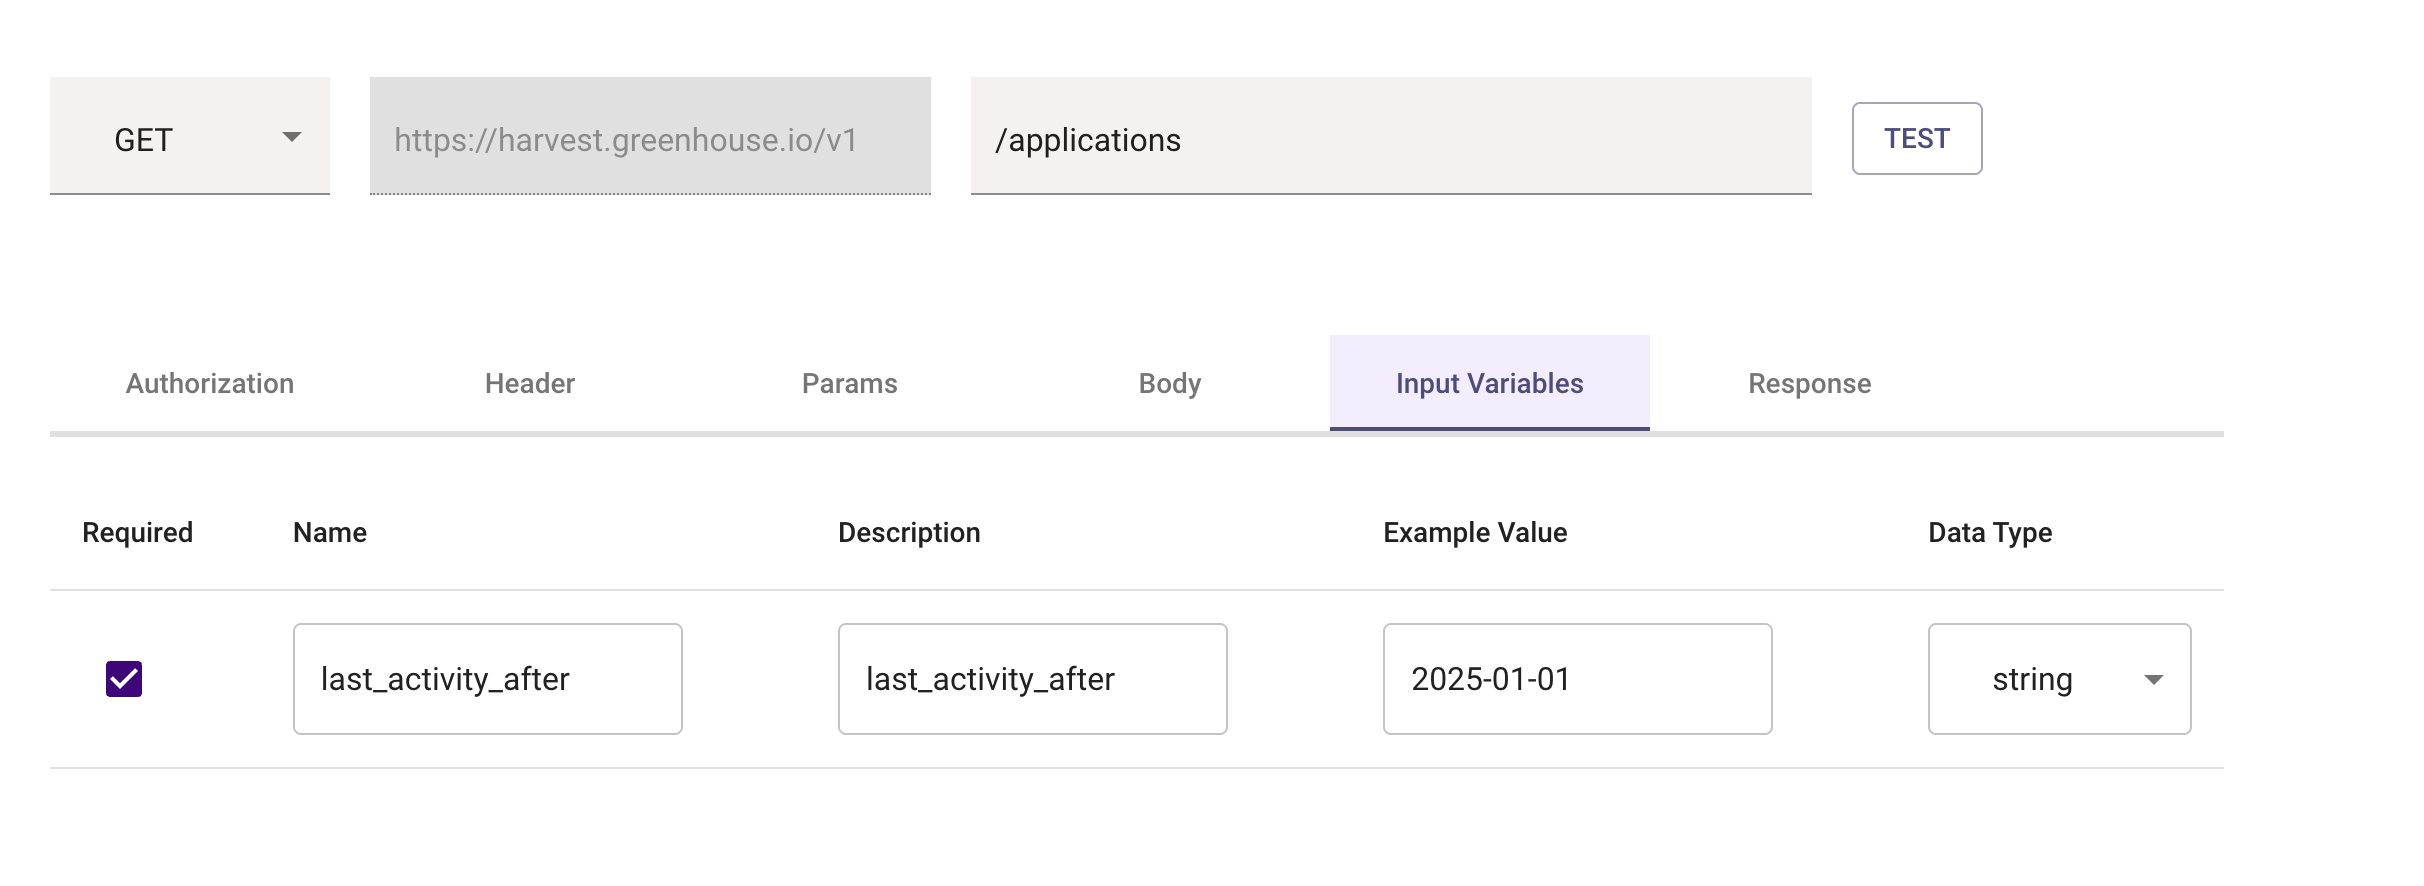 GET
https://harvest.greenhouse.io/v1
/applications
TEST
Authorization Header Params Body Input Variables Response
Required Name Description Example Value Data Type
last_activity_after last_activity_after 2025-01-01 string